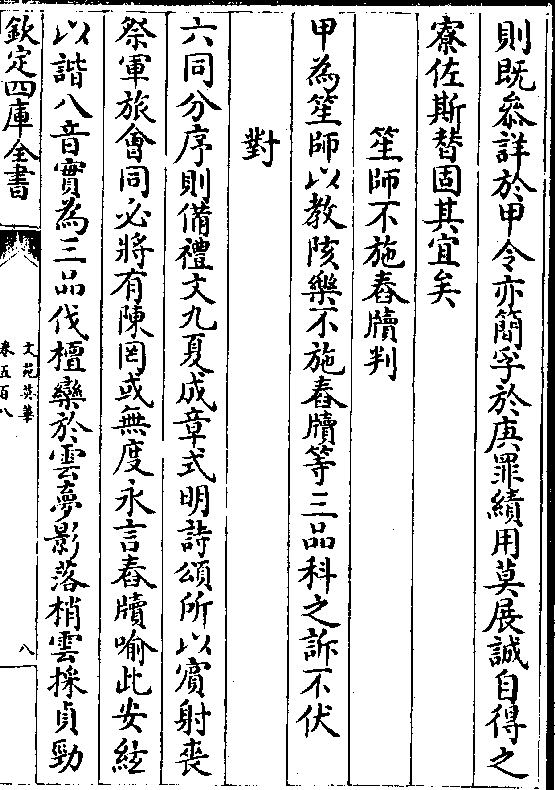 則既叅詳於甲令亦簡孚於庚罪績用莫展誠自得之
寮佐斯替固其宜矣
笙師不施舂牘判
甲為笙師以教陔樂不施舂牘等三品科之訴不伏
對
六同分序則備禮文九夏成章式明詩頌所以賓射喪
祭軍旅會同必將有陳罔或無度永言舂牘喻此安絃
以諧八音實為三品伐檀欒於雲夢影落梢雲採貞勁
欽定四庫全書
文苑英華
卷五百八
八